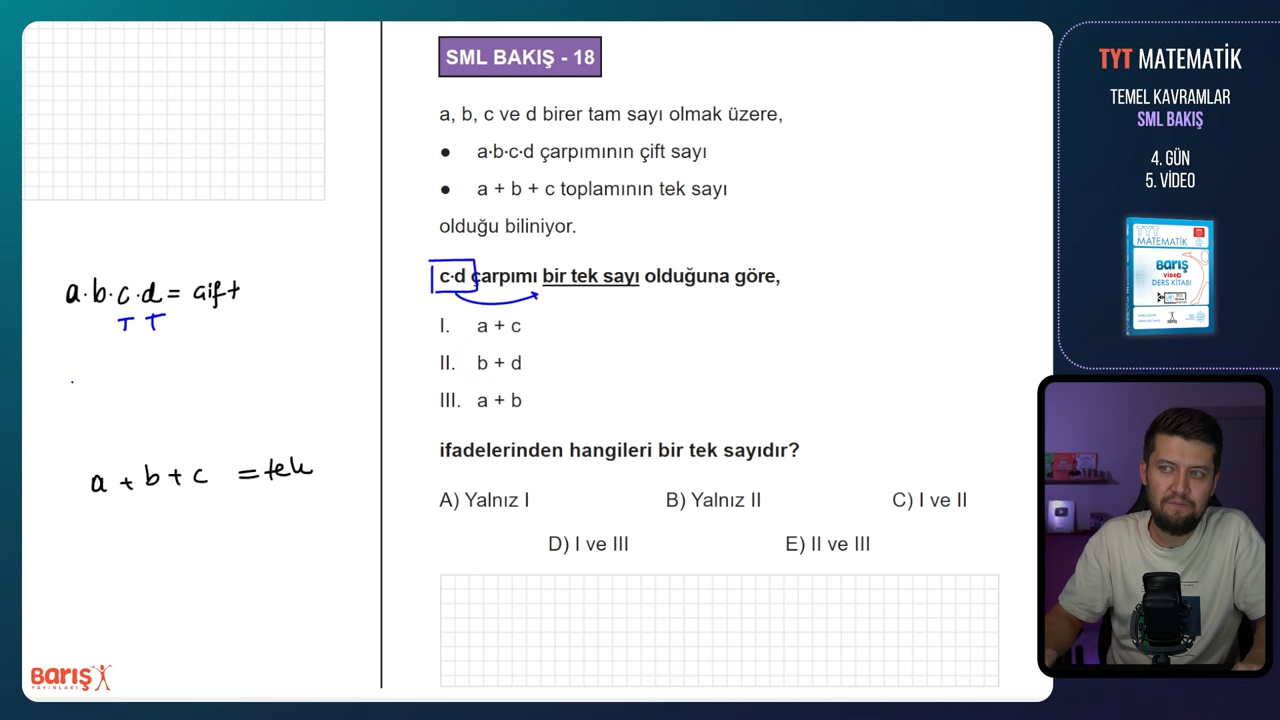 SML BAKIŞ - 18
a, b, c ve d birer tam sayı olmak üzere,
● a·b·c·d çarpımının çift sayı
● a + b + c toplamının tek sayı
olduğu biliniyor.
c·d çarpımı bir tek sayı olduğuna göre,
I. a + c
II. b + d
III. a + b
ifadelerinden hangileri bir tek sayıdır?
A) Yalnız I B) Yalnız II C) I ve II
D) I ve III E) II ve III
a·b·c·d = çift
T T
a + b + c = tek
BARIŞ
YAYINLARI
TYT MATEMATİK
TEMEL KAVRAMLAR
SML BAKIŞ
4. GÜN
5. VİDEO
TYT
MATEMATİK
BARIŞ
VİDEO
DERS KİTABI